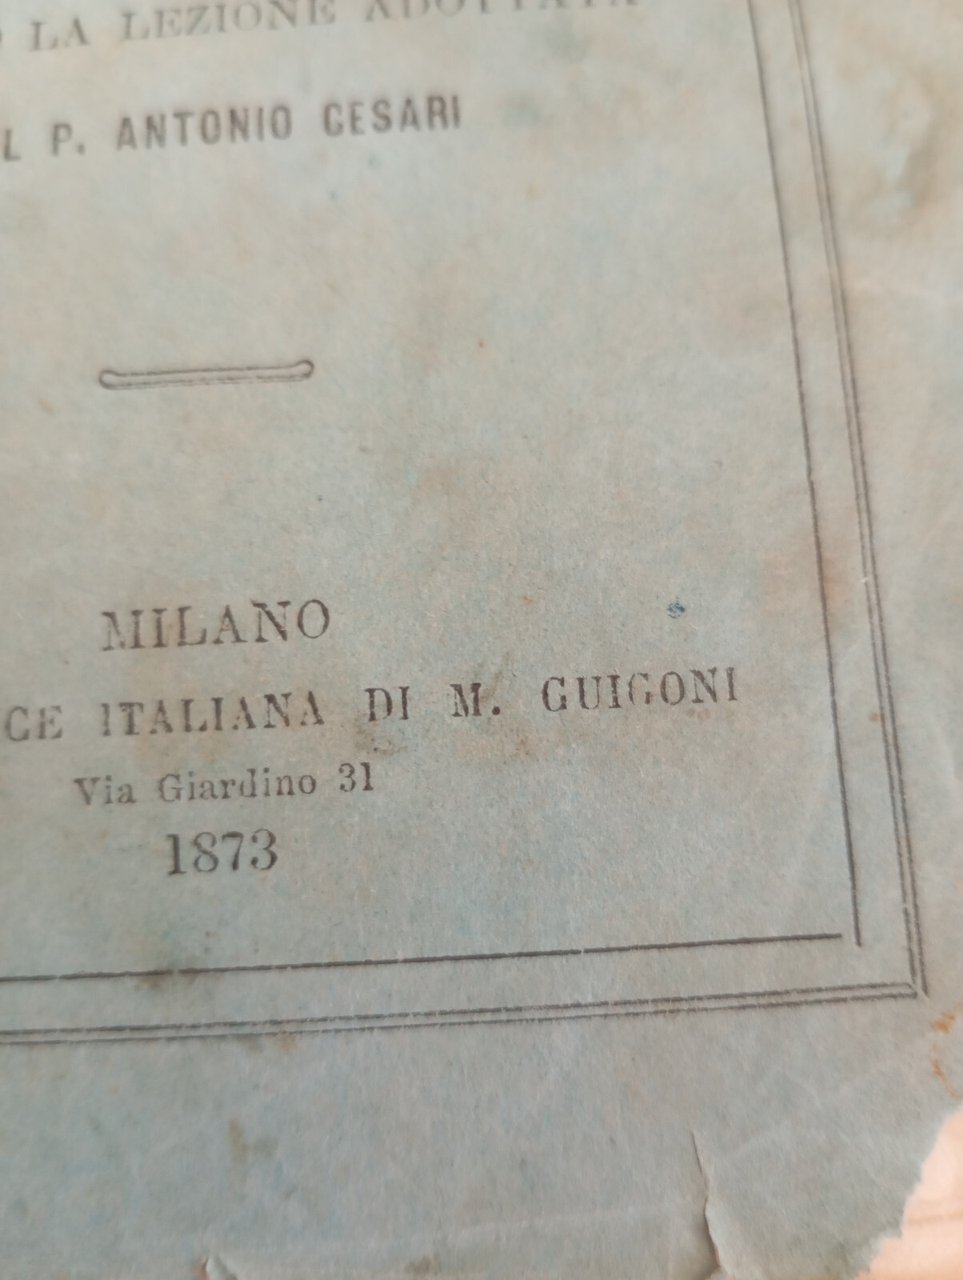 LA LEZIONE ADOTTATA
L P. ANTONIO CESARI
MILANO
CE ITALIANA DI M. GUIGONI
Via Giardino 31
1873